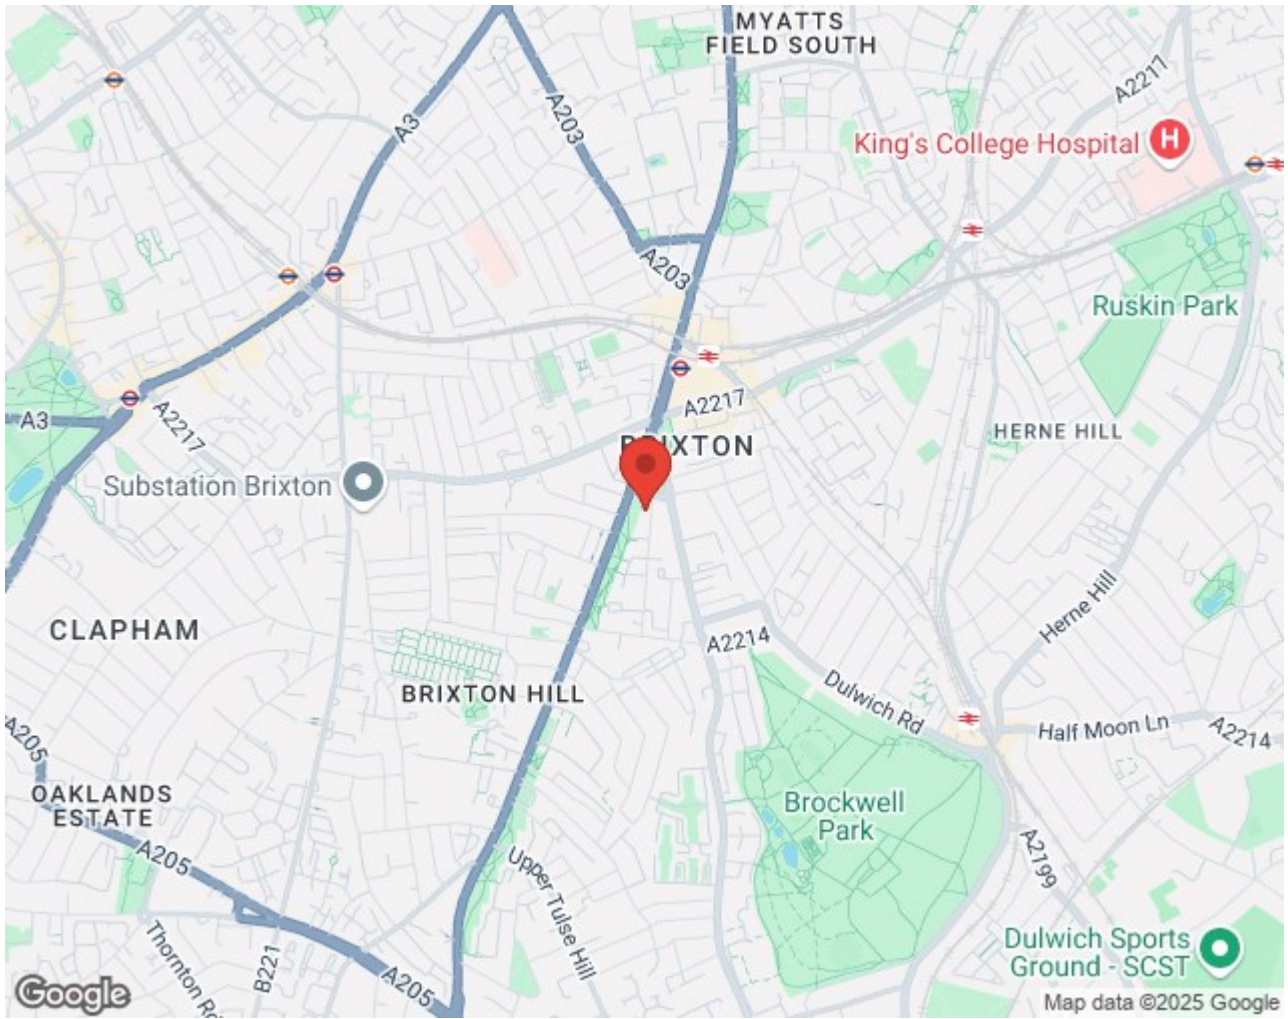 MYATTS
FIELD SOUTH
A2217
A3
A203
King's College Hospital
H
A203
Ruskin Park
A3
A2217
A2217
BRIXTON
HERNE HILL
Substation Brixton
Herne Hill
CLAPHAM
A2214
BRIXTON HILL
Dulwich Rd
Half Moon Ln
A2214
A205
OAKLANDS
ESTATE
Brockwell
Park
A205
Upper Tulse Hill
A2199
Thornton Rd
B221
A205
Dulwich Sports
Ground - SCST
Google
Map data ©2025 Google